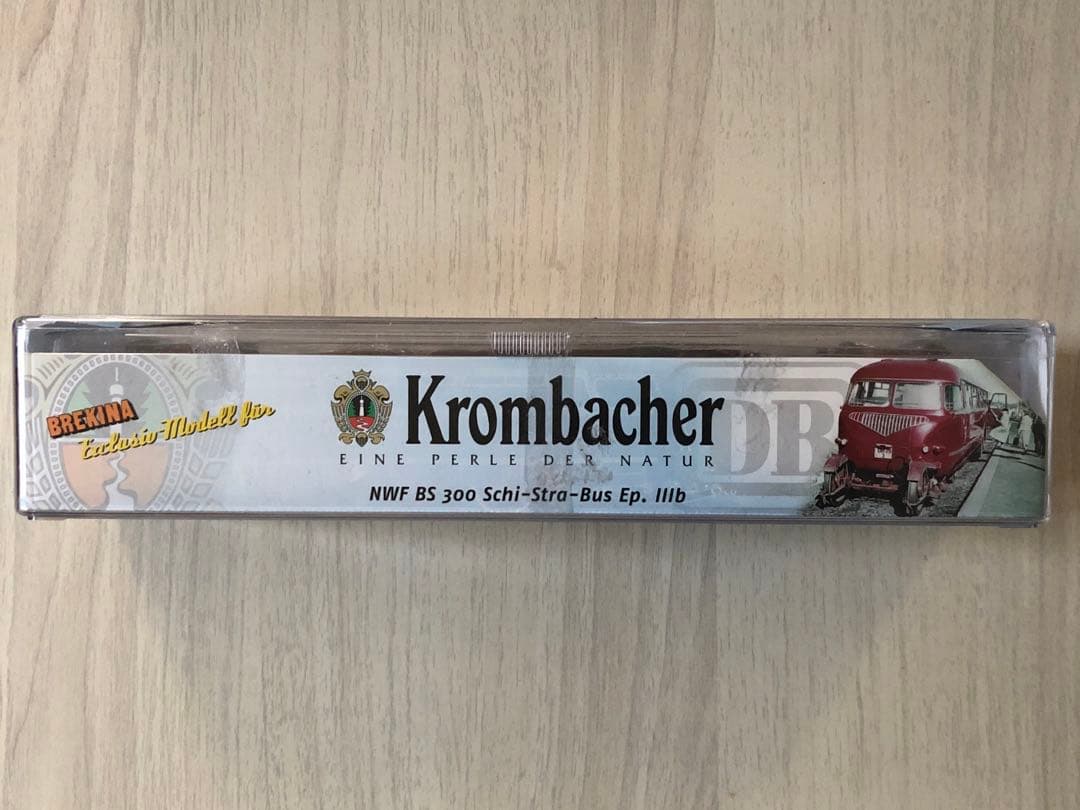 BREKINA
Exclusiv-Modell für
Krombacher
EINE PERLE DER NATUR
NWF BS 300 Schi-Stra-Bus Ep. IIIb
DB